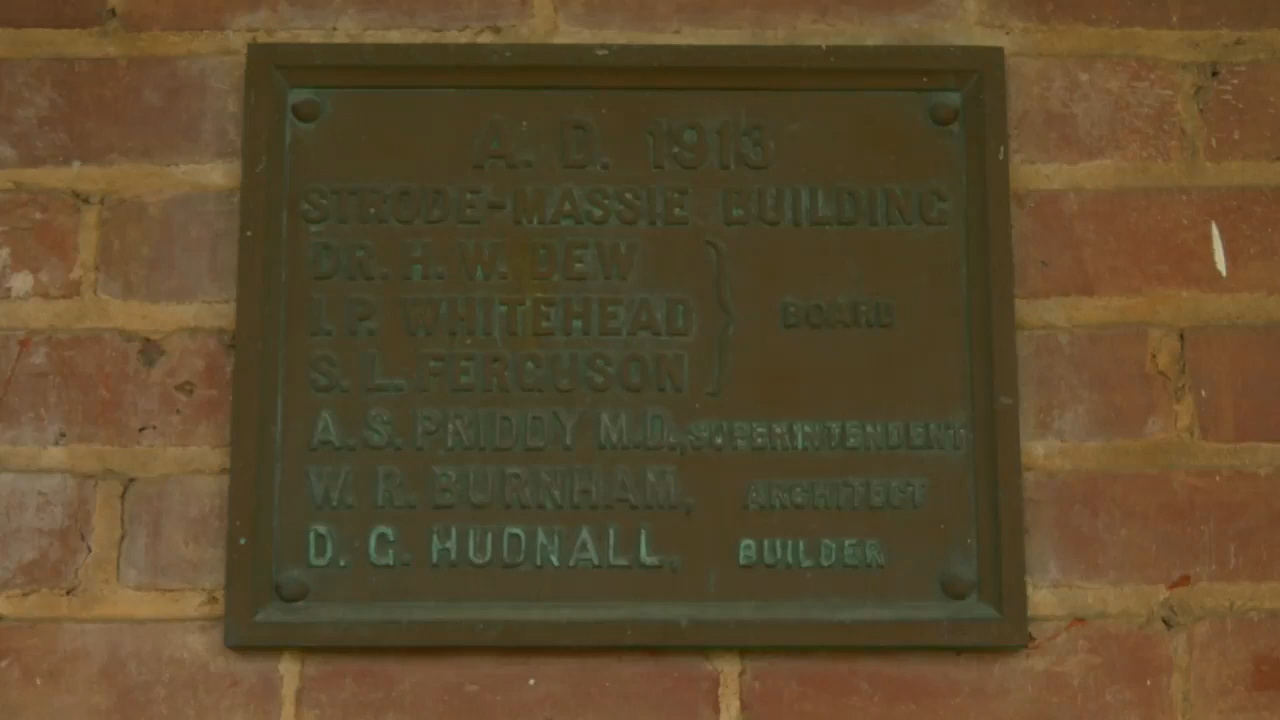 A. D. 1913
STRODE-MASSIE BUILDING
DR. H. W. DEW
I. P. WHITEHEAD BOARD
S. L. FERGUSON
A. S. PRIDDY M.D., SUPERINTENDENT
W. R. BURNHAM, ARCHITECT
D. G. HUDNALL, BUILDER